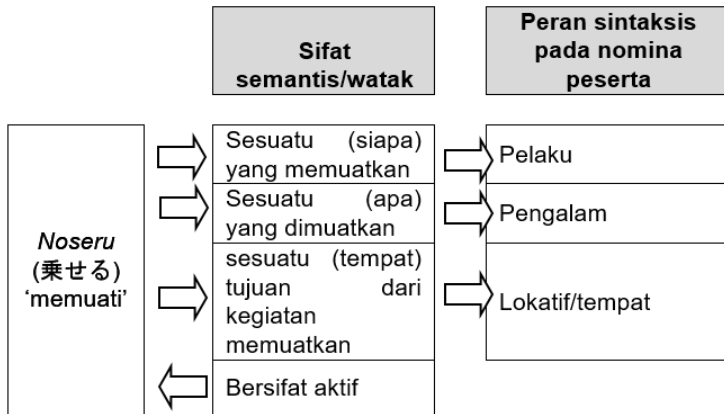 Sifat
semantis/watak
Peran sintaksis
pada nomina
peserta
Noseru
(乗せる)
'memuati'
Sesuatu (siapa)
yang memuatkan
Pelaku
Sesuatu (apa)
yang dimuatkan
Pengalam
sesuatu (tempat)
tujuan dari
kegiatan
memuatkan
Lokatif/tempat
Bersifat aktif